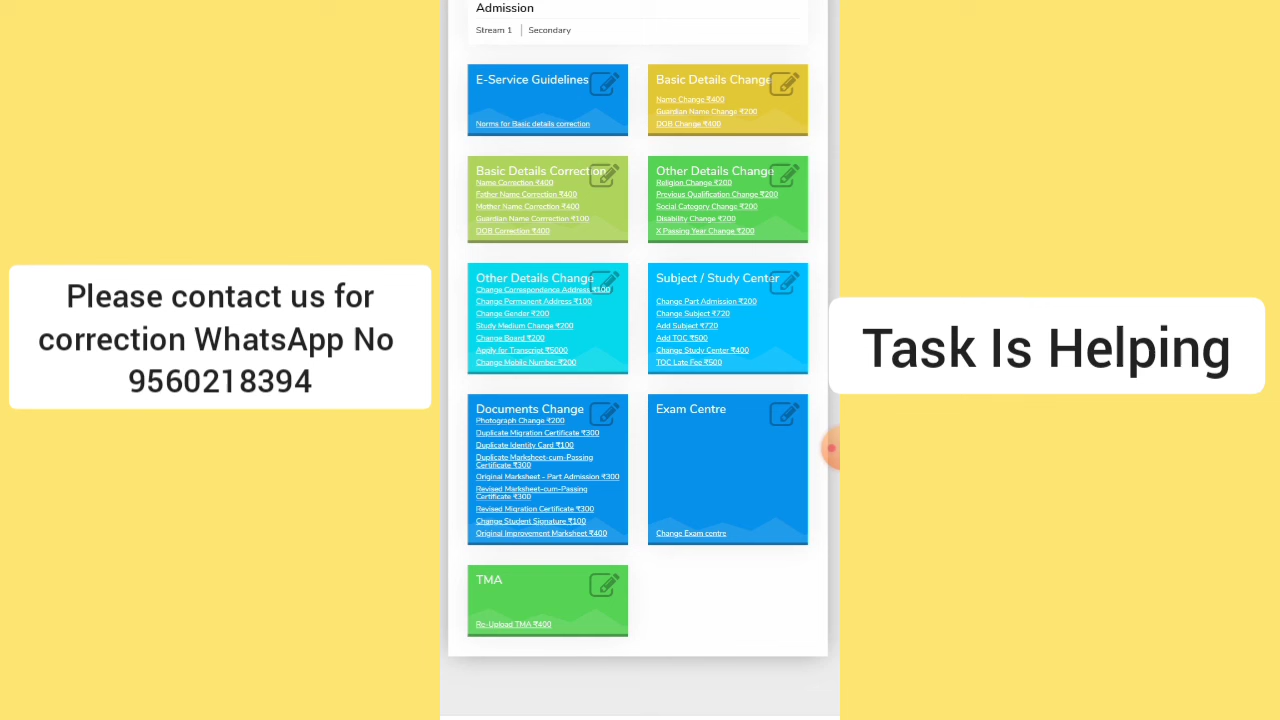 Admission
Stream 1 | Secondary
E-Service Guidelines
Norms for Basic details correction
Basic Details Change
Name Change ₹400
Guardian Name Change ₹200
DOB Change ₹400
Basic Details Correction
Name Correction ₹400
Father Name Correction ₹400
Mother Name Correction ₹400
Guardian Name Correction ₹100
DOB Correction ₹400
Other Details Change
Religion Change ₹200
Previous Qualification Change ₹200
Social Category Change ₹200
Disability Change ₹200
X Passing Year Change ₹200
Other Details Change
Change Correspondence Address ₹100
Change Permanent Address ₹100
Change Gender ₹200
Study Medium Change ₹200
Change Board ₹200
Apply for Transcript ₹5000
Change Mobile Number ₹200
Subject / Study Center
Change Part Admission ₹200
Change Subject ₹720
Add Subject ₹720
Add TOC ₹500
Change Study Center ₹400
TOC Late Fee ₹500
Documents Change
Photograph Change ₹200
Duplicate Migration Certificate ₹300
Duplicate Identity Card ₹100
Duplicate Marksheet-cum-Passing
Certificate ₹300
Original Marksheet - Part Admission ₹300
Revised Marksheet-cum-Passing
Certificate ₹300
Revised Migration Certificate ₹300
Change Student Signature ₹100
Original Improvement Marksheet ₹400
Exam Centre
Change Exam centre
TMA
Re-Upload TMA ₹400
Please contact us for
correction WhatsApp No
9560218394
Task Is Helping